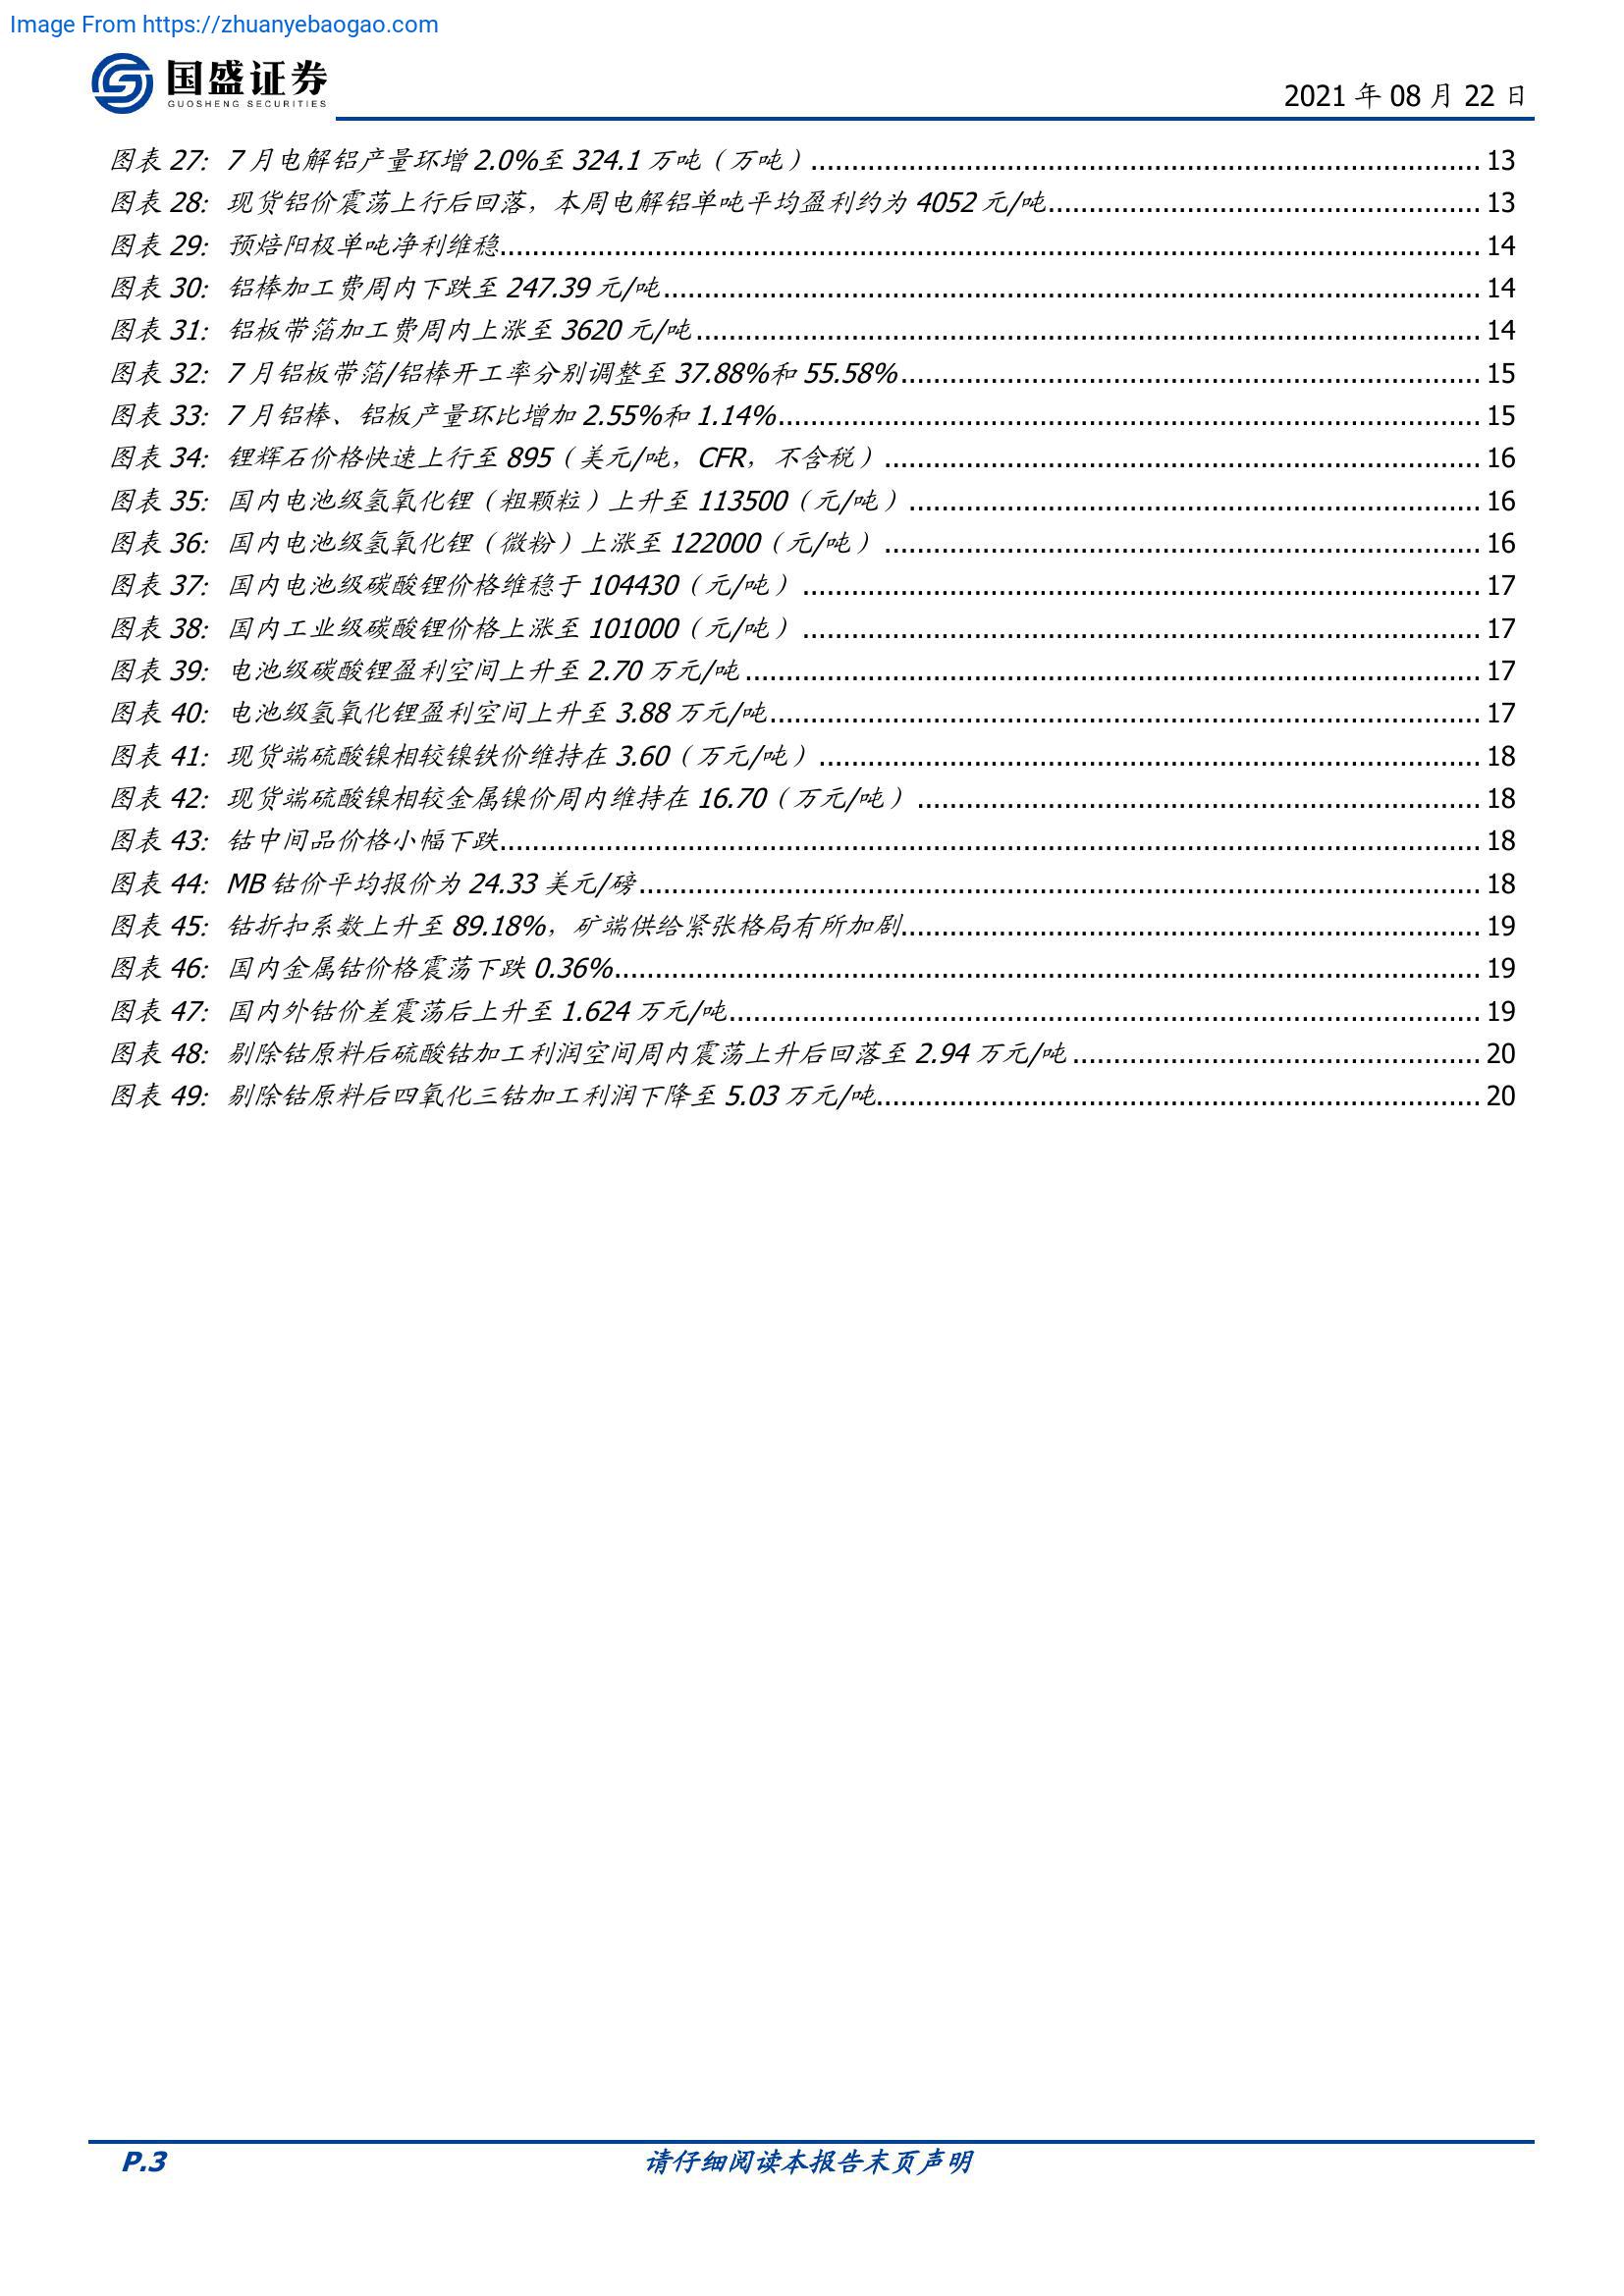 Image From https://zhuanyebaogao.com
国盛证券
GUOSHENG SECURITIES
2021 年 08 月 22 日
图表 27: 7 月电解铝产量环增 2.0%至 324.1 万吨（万吨）...................................................................................13
图表 28: 现货铝价震荡上行后回落，本周电解铝单吨平均盈利约为 4052 元/吨.....................................................13
图表 29: 预焙阳极单吨净利维稳.........................................................................................................................14
图表 30: 铝棒加工费周内下跌至 247.39 元/吨.....................................................................................................14
图表 31: 铝板带箔加工费周内上涨至 3620 元/吨.................................................................................................14
图表 32: 7 月铝板带箔/铝棒开工率分别调整至 37.88%和 55.58%.......................................................................15
图表 33: 7 月铝棒、铝板产量环比增加 2.55%和 1.14%......................................................................................15
图表 34: 锂辉石价格快速上行至 895（美元/吨，CFR，不含税）.........................................................................16
图表 35: 国内电池级氢氧化锂（粗颗粒）上升至 113500（元/吨）......................................................................16
图表 36: 国内电池级氢氧化锂（微粉）上涨至 122000（元/吨）.........................................................................16
图表 37: 国内电池级碳酸锂价格维稳于 104430（元/吨）...................................................................................17
图表 38: 国内工业级碳酸锂价格上涨至 101000（元/吨）...................................................................................17
图表 39: 电池级碳酸锂盈利空间上升至 2.70 万元/吨..........................................................................................17
图表 40: 电池级氢氧化锂盈利空间上升至 3.88 万元/吨.......................................................................................17
图表 41: 现货端硫酸镍相较镍铁价维持在 3.60（万元/吨）.................................................................................18
图表 42: 现货端硫酸镍相较金属镍价周内维持在 16.70（万元/吨）.....................................................................18
图表 43: 钴中间品价格小幅下跌.........................................................................................................................18
图表 44: MB 钴价平均报价为 24.33 美元/磅........................................................................................................18
图表 45: 钴折扣系数上升至 89.18%，矿端供给紧张格局有所加剧.......................................................................19
图表 46: 国内金属钴价格震荡下跌 0.36%...........................................................................................................19
图表 47: 国内外钴价差震荡后上升至 1.624 万元/吨............................................................................................19
图表 48: 剔除钴原料后硫酸钴加工利润空间周内震荡上升后回落至 2.94 万元/吨..................................................20
图表 49: 剔除钴原料后四氧化三钴加工利润下降至 5.03 万元/吨..........................................................................20
P.3
请仔细阅读本报告末页声明